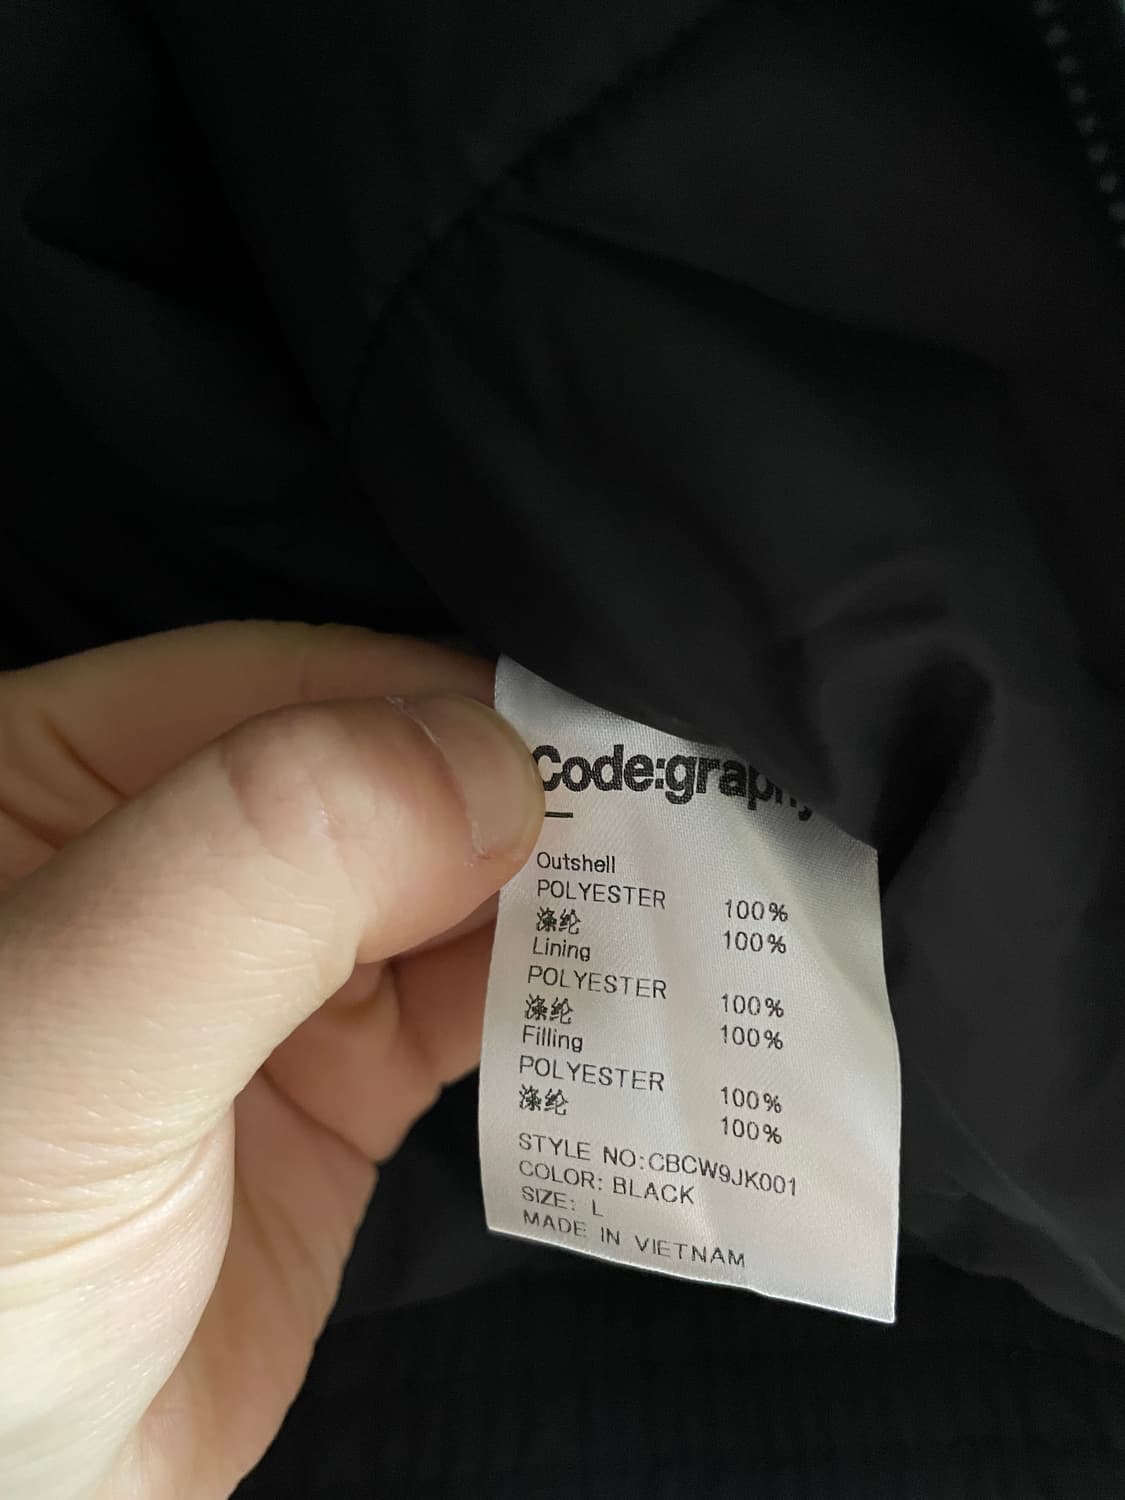 Code:graphy
Outshell
POLYESTER 100%
涤纶 100%
Lining
POLYESTER 100%
涤纶 100%
Filling
POLYESTER 100%
涤纶 100%
STYLE NO:CBCW9JK001
COLOR: BLACK
SIZE: L
MADE IN VIETNAM